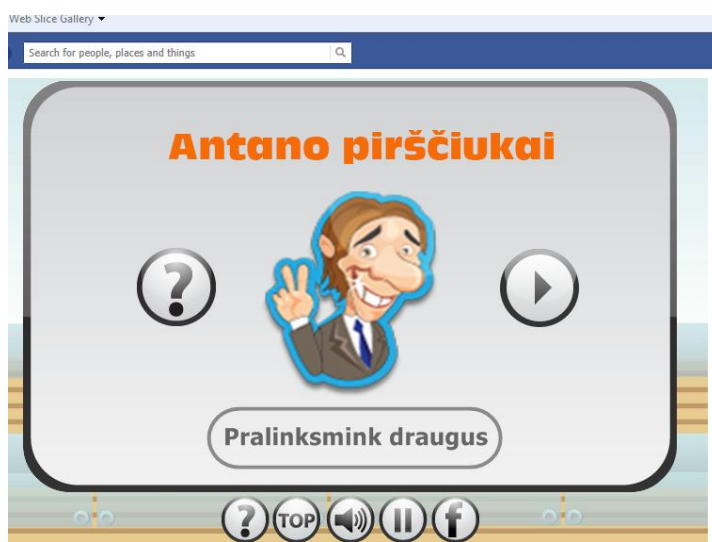 Web Slice Gallery
Search for people, places and things
Antano pirščiukai
?
Pralinksmink draugus
? TOP f